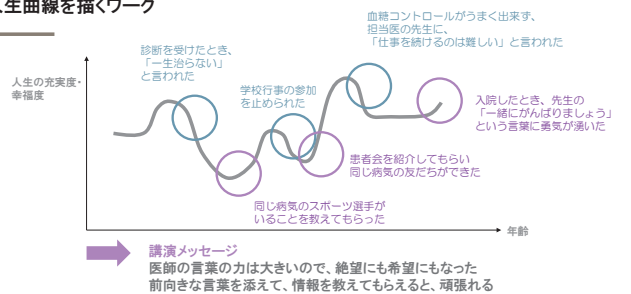 人生曲線を描くワーク
血糖コントロールがうまく出来ず、
担当医の先生に、
「仕事を続けるのは難しい」と言われた
診断を受けたとき、
「一生治らない」
と言われた
人生の充実度・
幸福度
学校行事の参加
を止められた
入院したとき、先生の
「一緒にがんばりましょう」
という言葉に勇気が湧いた
患者会を紹介してもらい
同じ病気の友だちができた
同じ病気のスポーツ選手が
いることを教えてもらった
年齢
講演メッセージ
医師の言葉の力は大きいので、絶望にも希望にもなった
前向きな言葉を添えて、情報を教えてもらえると、頑張れる